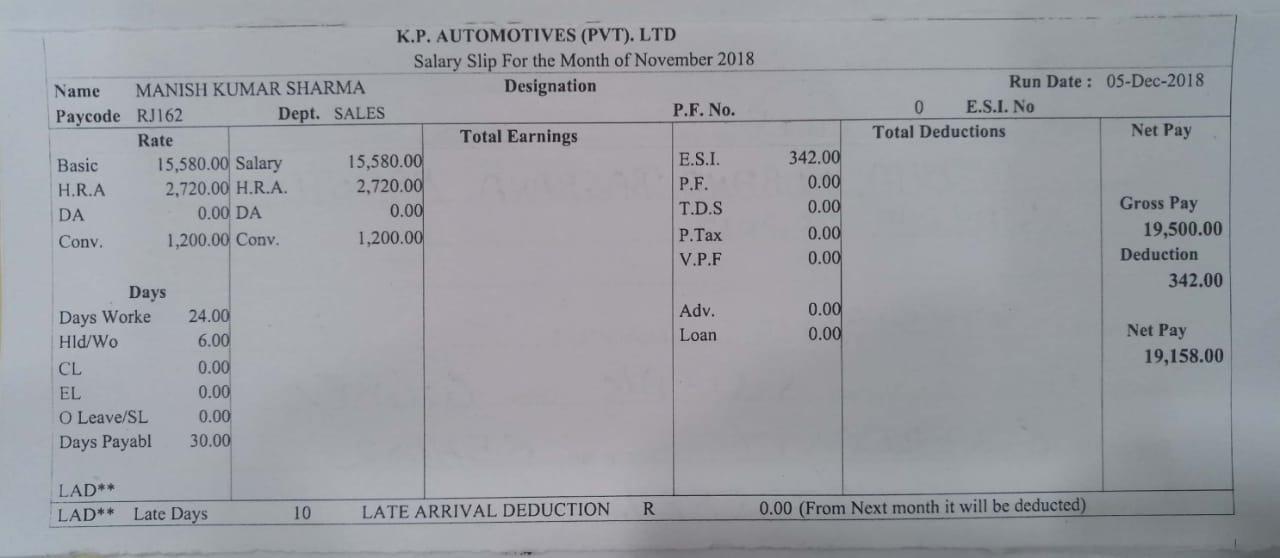 K.P. AUTOMOTIVES (PVT). LTD
Salary Slip For the Month of November 2018
Name MANISH KUMAR SHARMA Designation Run Date : 05-Dec-2018
Paycode RJ162 Dept. SALES P.F. No. 0 E.S.I. No
Rate Total Earnings Total Deductions Net Pay
Basic 15,580.00 Salary 15,580.00 E.S.I. 342.00
H.R.A 2,720.00 H.R.A. 2,720.00 P.F. 0.00
DA 0.00 DA 0.00 T.D.S 0.00 Gross Pay
Conv. 1,200.00 Conv. 1,200.00 P.Tax 0.00 19,500.00
V.P.F 0.00 Deduction
342.00
Days
Days Worke 24.00 Adv. 0.00
Hld/Wo 6.00 Loan 0.00 Net Pay
CL 0.00 19,158.00
EL 0.00
O Leave/SL 0.00
Days Payabl 30.00
LAD**
LAD** Late Days 10 LATE ARRIVAL DEDUCTION R 0.00 (From Next month it will be deducted)